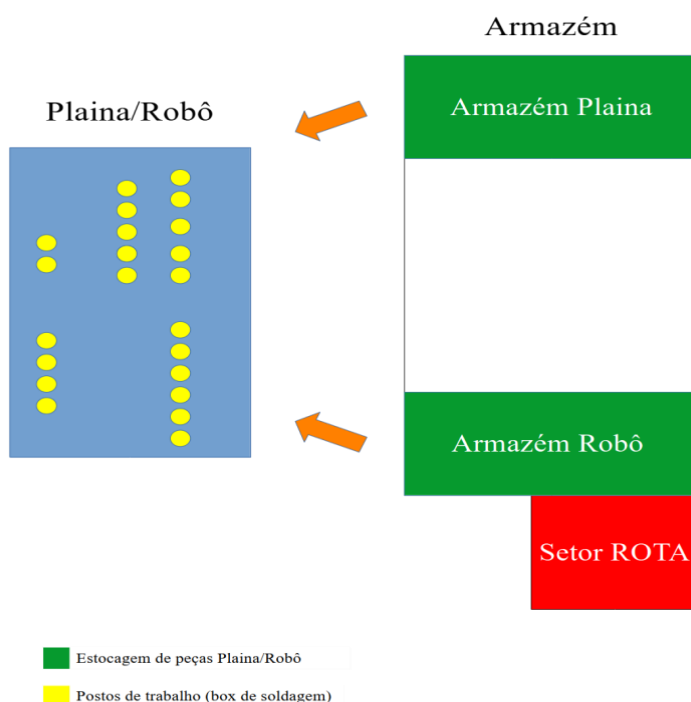 Armazém
Armazém Plaina
Plaina/Robô
Armazém Robô
Setor ROTA
Estocagem de peças Plaina/Robô
Postos de trabalho (box de soldagem)